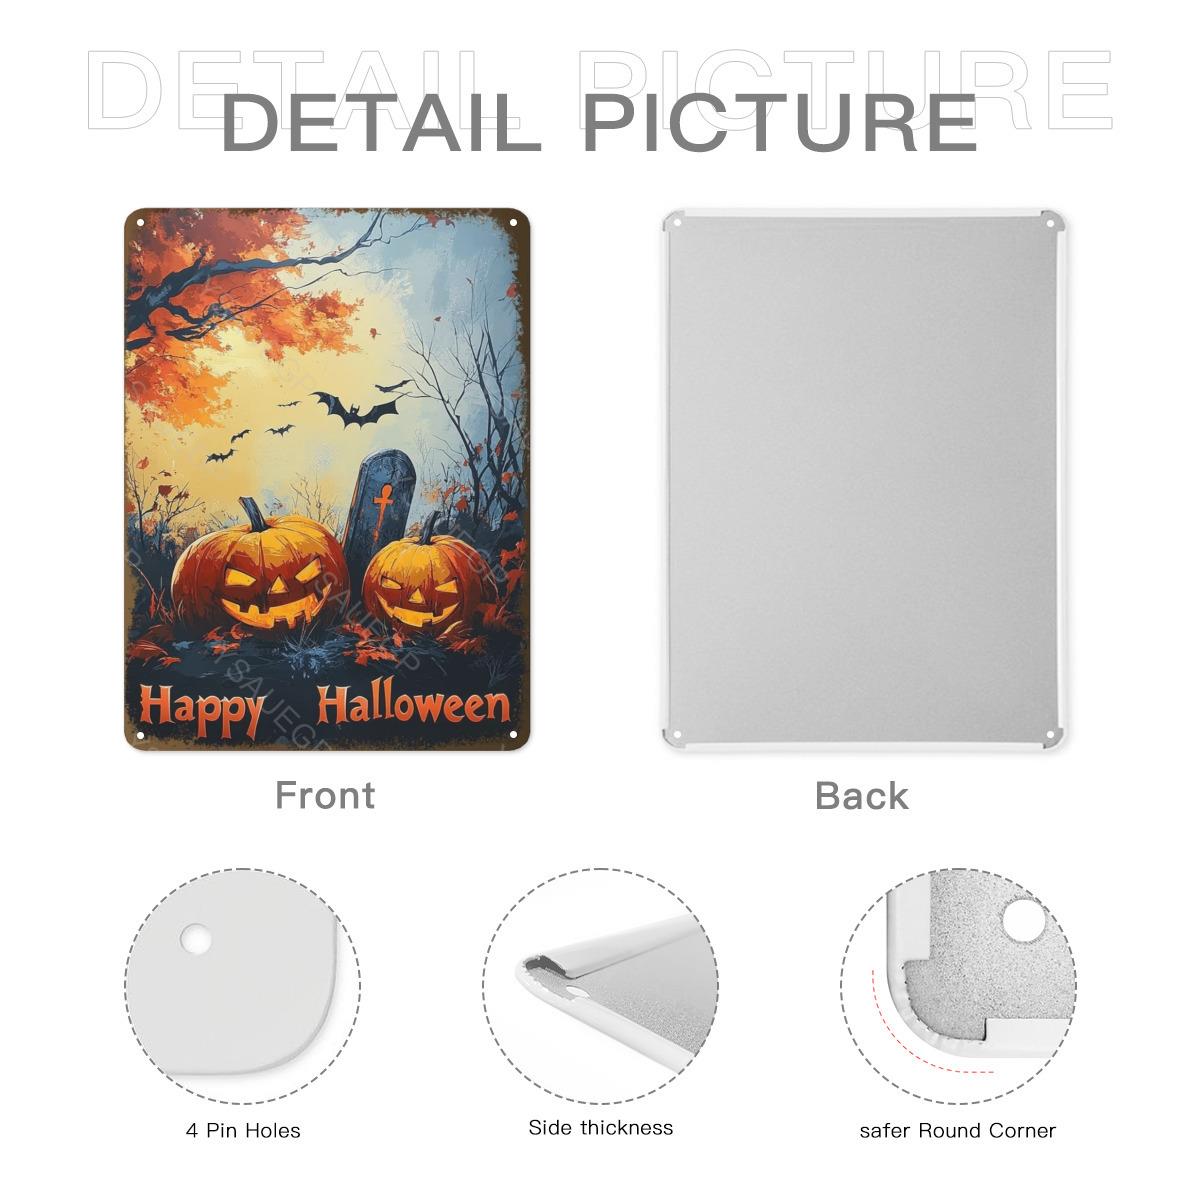 DETAIL PICTURE
DETAIL PICTURE
Happy Halloween
Front
Back
4 Pin Holes
Side thickness
safer Round Corner